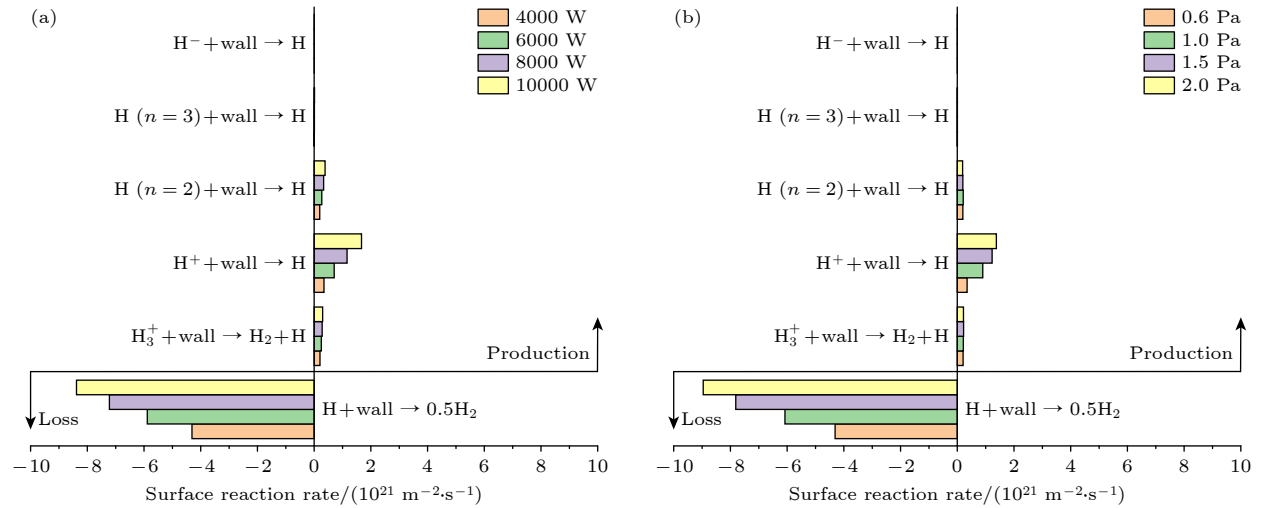 (a)
4000 W
6000 W
8000 W
10000 W
H⁻+wall → H
H (n = 3)+wall → H
H (n = 2)+wall → H
H⁺+wall → H
H₃⁺+wall → H₂+H
Production
Loss
H+wall → 0.5H₂
−10 −8 −6 −4 −2 0 2 4 6 8 10
Surface reaction rate/(10²¹ m⁻²·s⁻¹)
(b)
0.6 Pa
1.0 Pa
1.5 Pa
2.0 Pa
H⁻+wall → H
H (n = 3)+wall → H
H (n = 2)+wall → H
H⁺+wall → H
H₃⁺+wall → H₂+H
Production
Loss
H+wall → 0.5H₂
−10 −8 −6 −4 −2 0 2 4 6 8 10
Surface reaction rate/(10²¹ m⁻²·s⁻¹)